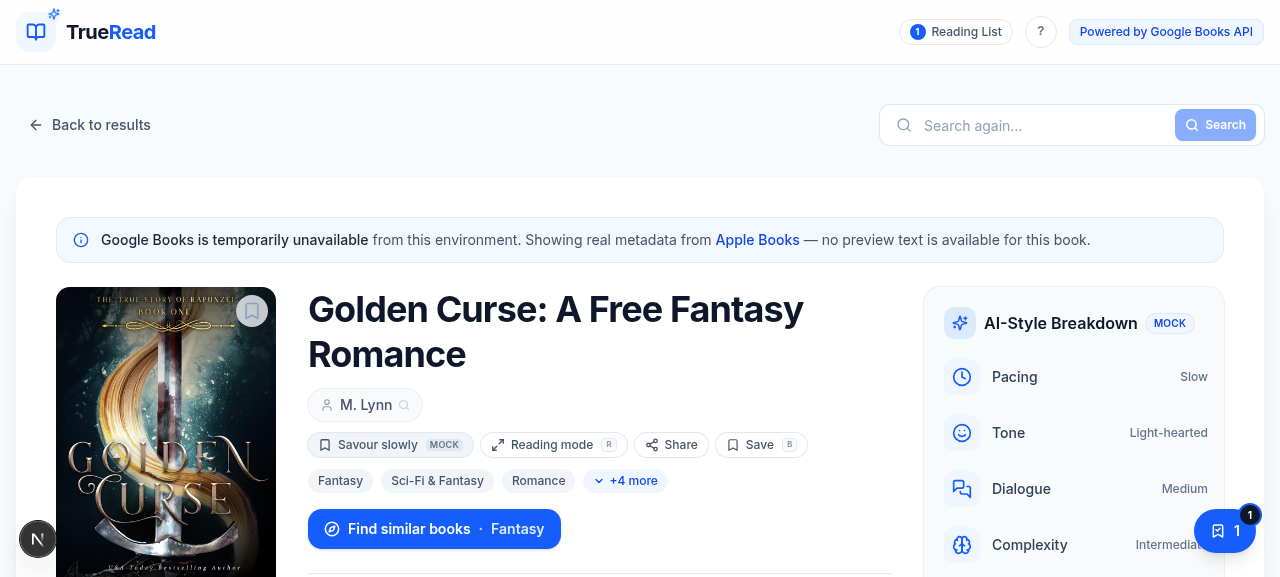 TrueRead
1 Reading List
?
Powered by Google Books API
Back to results
Search again...
Search
Google Books is temporarily unavailable from this environment. Showing real metadata from Apple Books — no preview text is available for this book.
THE TRUE STORY OF RAPUNZEL
BOOK ONE
GOLDEN
CURSE
USA Today Bestselling Author
Golden Curse: A Free Fantasy
Romance
M. Lynn
Savour slowly MOCK
Reading mode R
Share
Save B
Fantasy
Sci-Fi & Fantasy
Romance
+4 more
Find similar books · Fantasy
AI-Style Breakdown MOCK
Pacing Slow
Tone Light-hearted
Dialogue Medium
Complexity Intermediate
N
1
1